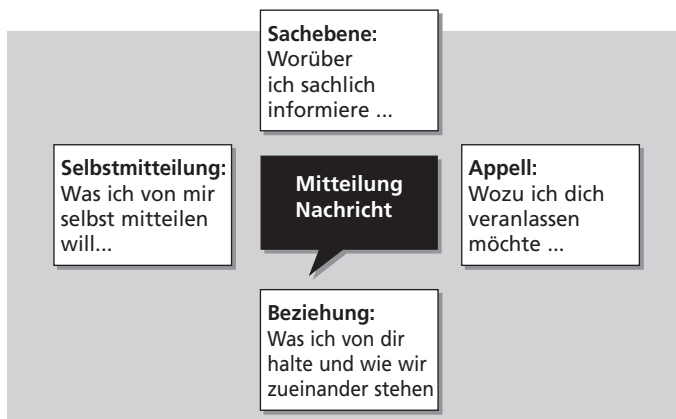 Sachebene:
Worüber
ich sachlich
informiere ...
Selbstmitteilung:
Was ich von mir
selbst mitteilen
will...
Mitteilung
Nachricht
Appell:
Wozu ich dich
veranlassen
möchte ...
Beziehung:
Was ich von dir
halte und wie wir
zueinander stehen